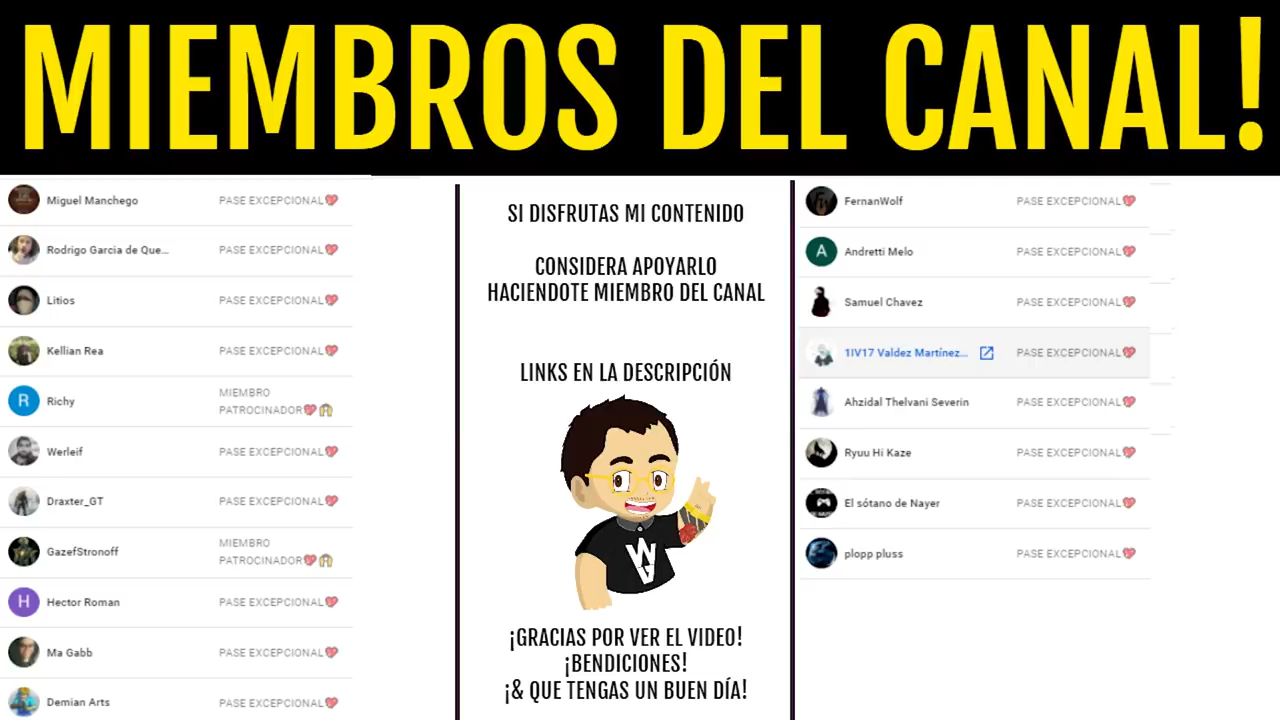 MIEMBROS DEL CANAL!
Miguel Manchego PASE EXCEPCIONAL💖
Rodrigo Garcia de Que... PASE EXCEPCIONAL💖
Litios PASE EXCEPCIONAL💖
Kellian Rea PASE EXCEPCIONAL💖
R Richy MIEMBRO
PATROCINADOR💖🙌
Werleif PASE EXCEPCIONAL💖
Draxter_GT PASE EXCEPCIONAL💖
GazefStronoff MIEMBRO
PATROCINADOR💖🙌
H Hector Roman PASE EXCEPCIONAL💖
Ma Gabb PASE EXCEPCIONAL💖
Demian Arts PASE EXCEPCIONAL💖
SI DISFRUTAS MI CONTENIDO
CONSIDERA APOYARLO
HACIENDOTE MIEMBRO DEL CANAL
LINKS EN LA DESCRIPCIÓN
¡GRACIAS POR VER EL VIDEO!
¡BENDICIONES!
¡& QUE TENGAS UN BUEN DÍA!
FernanWolf PASE EXCEPCIONAL💖
A Andretti Melo PASE EXCEPCIONAL💖
Samuel Chavez PASE EXCEPCIONAL💖
1IV17 Valdez Martínez... PASE EXCEPCIONAL💖
Ahzidal Thelvani Severin PASE EXCEPCIONAL💖
Ryuu Hi Kaze PASE EXCEPCIONAL💖
El sótano de Nayer PASE EXCEPCIONAL💖
plopp pluss PASE EXCEPCIONAL💖